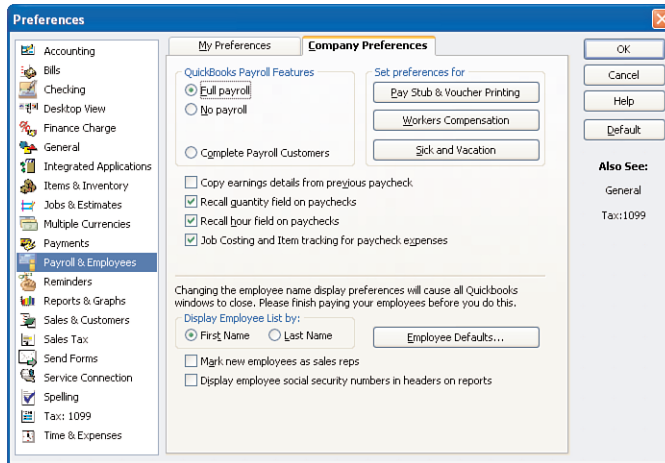 Preferences
Accounting
Bills
Checking
Desktop View
Finance Charge
General
Integrated Applications
Items & Inventory
Jobs & Estimates
Multiple Currencies
Payments
Payroll & Employees
Reminders
Reports & Graphs
Sales & Customers
Sales Tax
Send Forms
Service Connection
Spelling
Tax: 1099
Time & Expenses
My Preferences
Company Preferences
QuickBooks Payroll Features
Full payroll
No payroll
Complete Payroll Customers
Set preferences for
Pay Stub & Voucher Printing
Workers Compensation
Sick and Vacation
Copy earnings details from previous paycheck
Recall quantity field on paychecks
Recall hour field on paychecks
Job Costing and Item tracking for paycheck expenses
Changing the employee name display preferences will cause all Quickbooks
windows to close. Please finish paying your employees before you do this.
Display Employee List by:
First Name
Last Name
Employee Defaults...
Mark new employees as sales reps
Display employee social security numbers in headers on reports
OK
Cancel
Help
Default
Also See:
General
Tax:1099